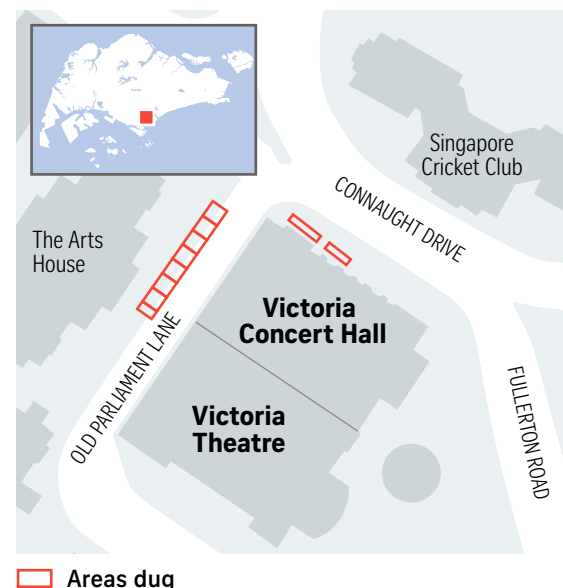 Singapore
Cricket Club
CONNAUGHT DRIVE
The Arts
House
Victoria
Concert Hall
OLD PARLIAMENT LANE
Victoria
Theatre
FULLERTON ROAD
Areas dug